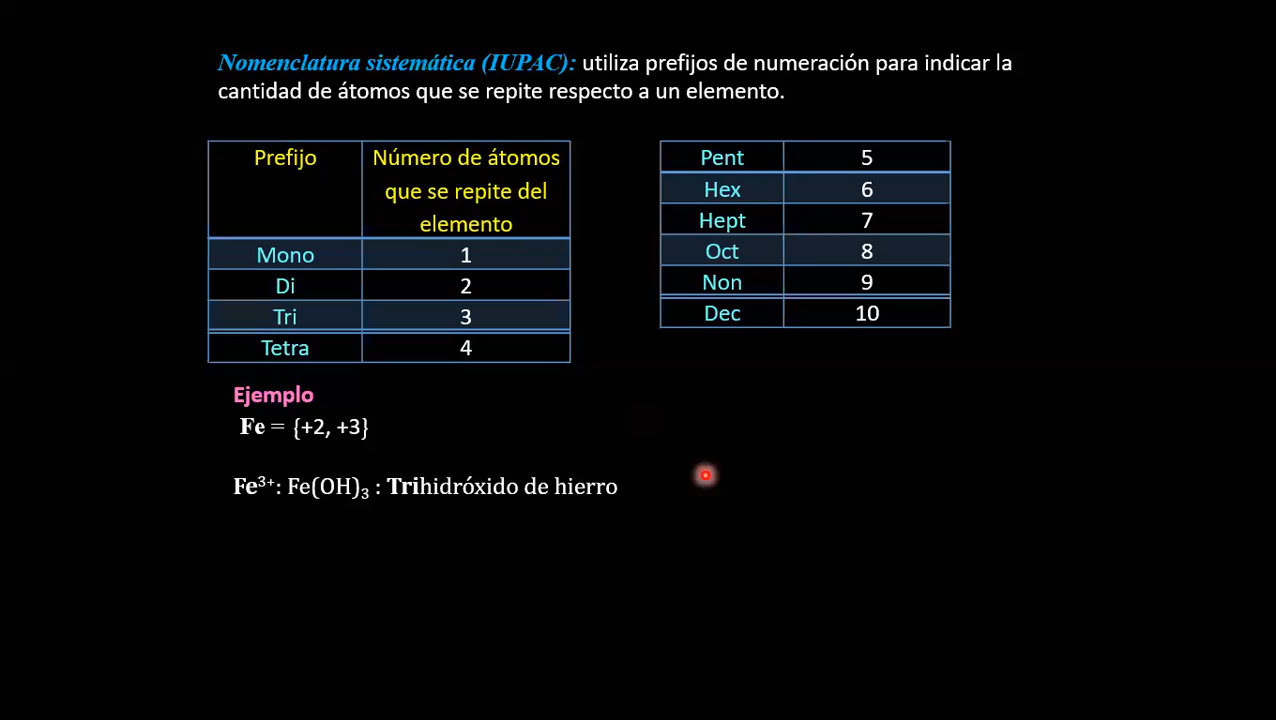 Nomenclatura sistemática (IUPAC): utiliza prefijos de numeración para indicar la
cantidad de átomos que se repite respecto a un elemento.
Prefijo Número de átomos
que se repite del
elemento
Mono 1
Di 2
Tri 3
Tetra 4
Pent 5
Hex 6
Hept 7
Oct 8
Non 9
Dec 10
Ejemplo
Fe = {+2, +3}
Fe³⁺: Fe(OH)₃ : Trihidróxido de hierro